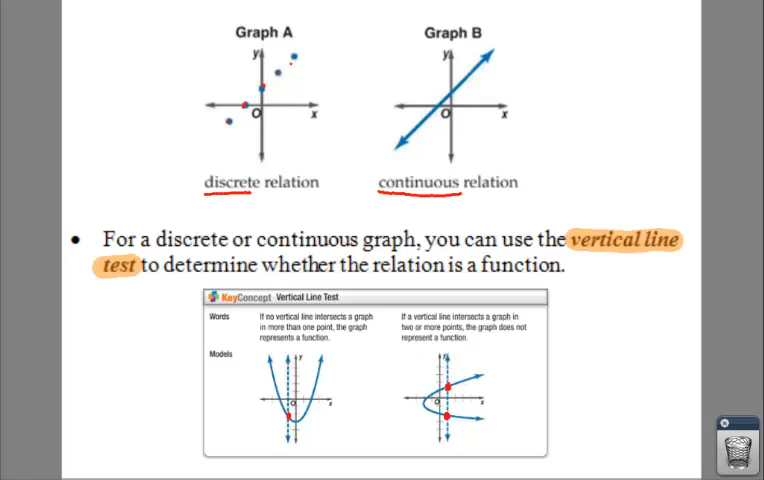 Graph A
Graph B
y
y
O
x
O
x
discrete relation
continuous relation
• For a discrete or continuous graph, you can use the vertical line
test to determine whether the relation is a function.
KeyConcept Vertical Line Test
Words
If no vertical line intersects a graph
in more than one point, the graph
represents a function.
If a vertical line intersects a graph in
two or more points, the graph does not
represent a function.
Models
y
y
O
x
O
x